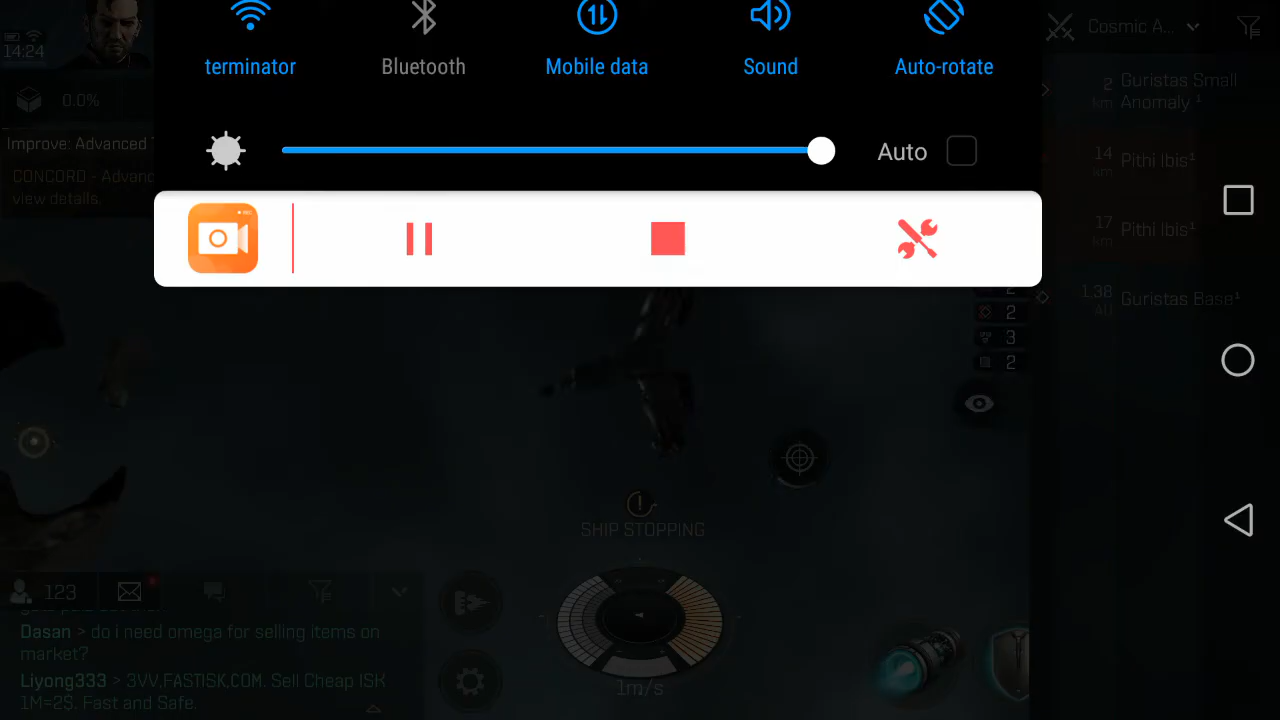 terminator
Bluetooth
Mobile data
Sound
Auto-rotate
Auto
14:24
0.0%
Improve: Advanced
CONCORD - Advanc
view details.
Cosmic A...
2
km
Guristas Small
Anomaly ¹
14
km
Pithi Ibis¹
17
km
Pithi Ibis¹
1.38
AU
Guristas Base¹
2
3
2
SHIP STOPPING
1m/s
123
Dasan > do i need omega for selling items on
market?
Liyong333 > 3VV,FASTISK,COM. Sell Cheap ISK
1M=2$. Fast and Safe.